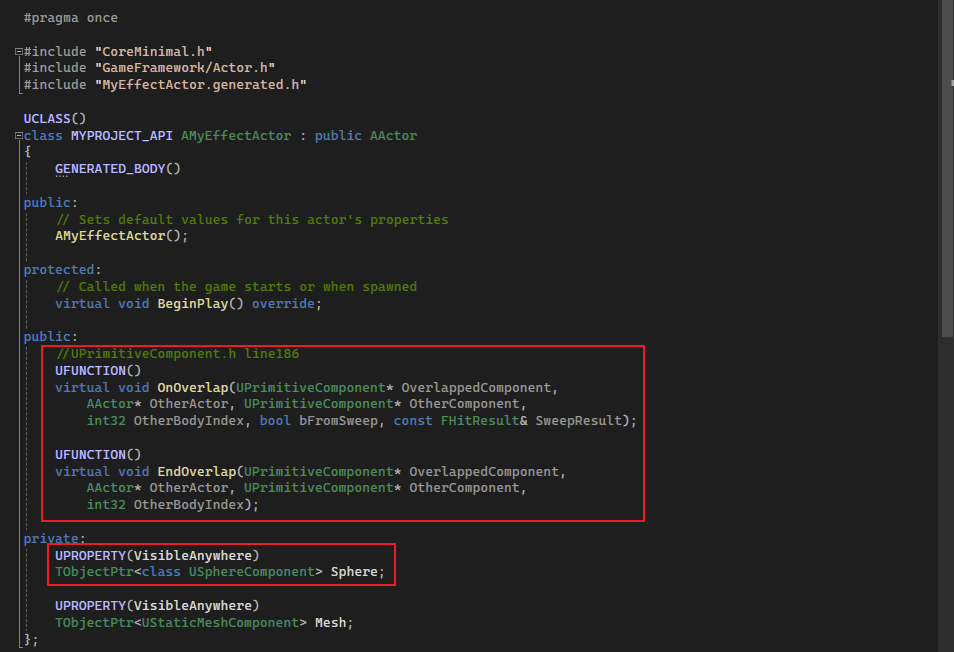 #pragma once
#include "CoreMinimal.h"
#include "GameFramework/Actor.h"
#include "MyEffectActor.generated.h"
UCLASS()
class MYPROJECT_API AMyEffectActor : public AActor
{
GENERATED_BODY()
public:
// Sets default values for this actor's properties
AMyEffectActor();
protected:
// Called when the game starts or when spawned
virtual void BeginPlay() override;
public:
//UPrimitiveComponent.h line186
UFUNCTION()
virtual void OnOverlap(UPrimitiveComponent* OverlappedComponent,
AActor* OtherActor, UPrimitiveComponent* OtherComponent,
int32 OtherBodyIndex, bool bFromSweep, const FHitResult& SweepResult);
UFUNCTION()
virtual void EndOverlap(UPrimitiveComponent* OverlappedComponent,
AActor* OtherActor, UPrimitiveComponent* OtherComponent,
int32 OtherBodyIndex);
private:
UPROPERTY(VisibleAnywhere)
TObjectPtr<class USphereComponent> Sphere;
UPROPERTY(VisibleAnywhere)
TObjectPtr<UStaticMeshComponent> Mesh;
};